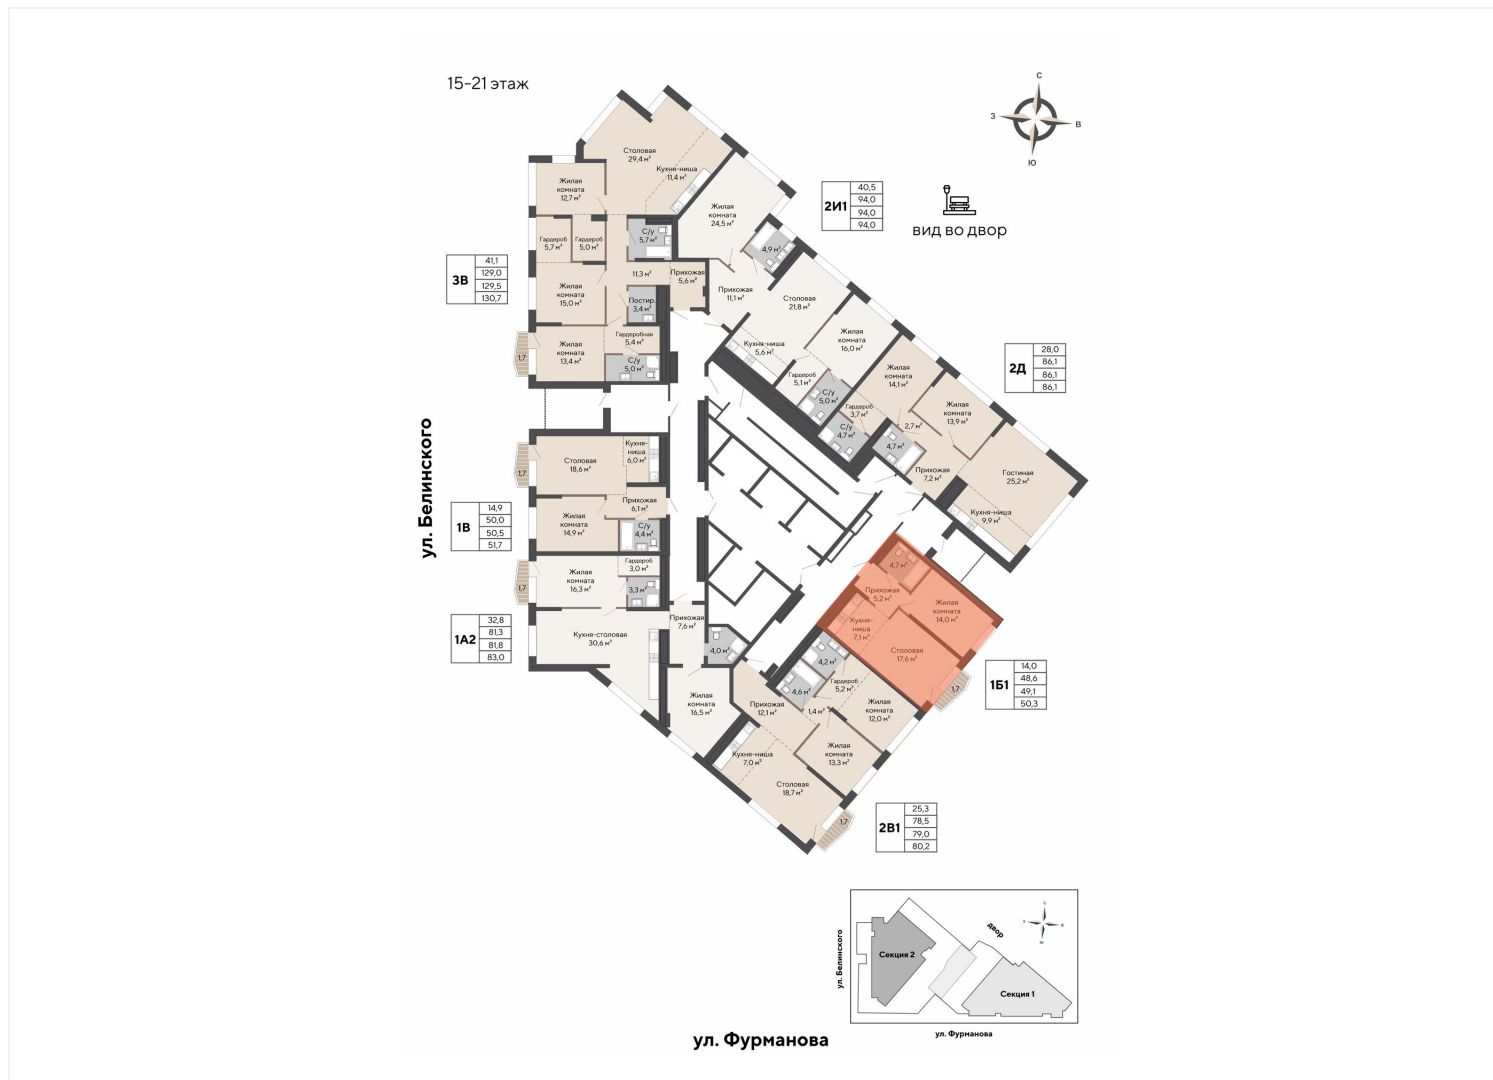 15-21 этаж
С
З
В
Ю
2И1
40,5
94,0
94,0
94,0
вид во двор
Столовая
29,4 м²
Кухня-ниша
11,4 м²
Жилая
комната
12,7 м²
Гардероб
5,7 м²
Гардероб
5,0 м²
С/у
5,7 м²
11,3 м²
Прихожая
5,6 м²
Жилая
комната
15,0 м²
Постир.
3,4 м²
Жилая
комната
13,4 м²
Гардеробная
5,4 м²
С/у
5,0 м²
1,7
3В
41,1
129,0
129,5
130,7
Жилая
комната
24,5 м²
4,9 м²
Прихожая
11,1 м²
Столовая
21,8 м²
Кухня-ниша
5,6 м²
Жилая
комната
16,0 м²
Гардероб
5,1 м²
С/у
5,0 м²
2Д
28,0
86,1
86,1
86,1
Жилая
комната
14,1 м²
Гардероб
3,7 м²
С/у
4,7 м²
2,7 м²
4,7 м²
Жилая
комната
13,9 м²
Прихожая
7,2 м²
Гостиная
25,2 м²
Кухня-ниша
9,9 м²
ул. Белинского
Столовая
18,6 м²
Кухня-
ниша
6,0 м²
1,7
Прихожая
6,1 м²
Жилая
комната
14,9 м²
С/у
4,4 м²
1В
14,9
50,0
50,5
51,7
Жилая
комната
16,3 м²
Гардероб
3,0 м²
3,3 м²
1,7
Кухня-столовая
30,6 м²
Прихожая
7,6 м²
4,0 м²
Жилая
комната
16,5 м²
1А2
32,8
81,3
81,8
83,0
4,7 м²
Прихожая
5,2 м²
Жилая
комната
14,0 м²
Кухня-
ниша
7,1 м²
Столовая
17,6 м²
1,7
1Б1
14,0
48,6
49,1
50,3
4,2 м²
Гардероб
5,2 м²
4,6 м²
1,4 м²
Жилая
комната
12,0 м²
Прихожая
12,1 м²
Жилая
комната
13,3 м²
Кухня-ниша
7,0 м²
Столовая
18,7 м²
1,7
2В1
25,3
78,5
79,0
80,2
С
З
В
Ю
двор
ул. Белинского
Секция 2
Секция 1
ул. Фурманова
ул. Фурманова